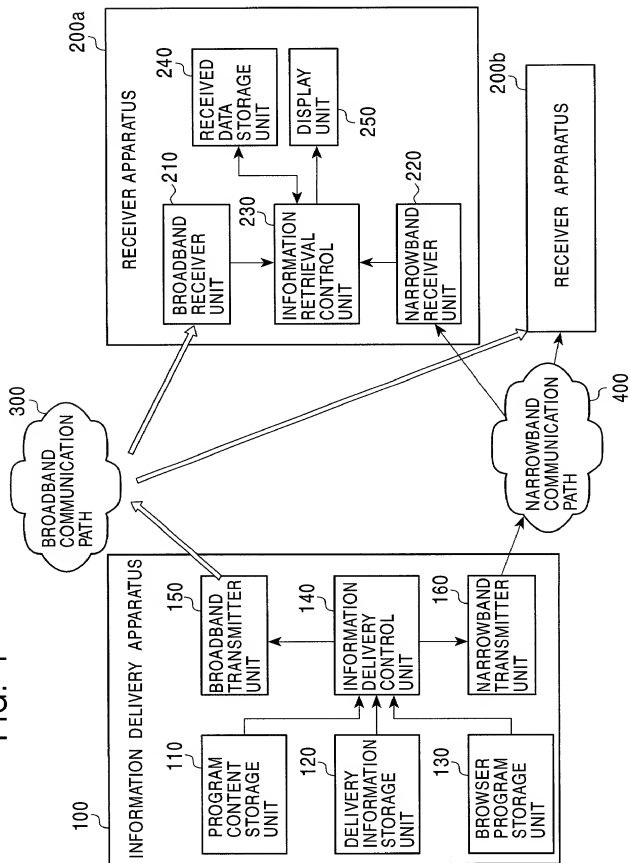 FIG. 1
100
INFORMATION DELIVERY APPARATUS
110
PROGRAM
CONTENT
STORAGE
UNIT
120
DELIVERY
INFORMATION
STORAGE
UNIT
130
BROWSER
PROGRAM
STORAGE
UNIT
150
BROADBAND
TRANSMITTER
UNIT
140
INFORMATION
DELIVERY
CONTROL
UNIT
160
NARROWBAND
TRANSMITTER
UNIT
300
BROADBAND
COMMUNICATION
PATH
NARROWBAND
COMMUNICATION
PATH
400
200a
RECEIVER APPARATUS
210
BROADBAND
RECEIVER
UNIT
230
INFORMATION
RETRIEVAL
CONTROL
UNIT
220
NARROWBAND
RECEIVER
UNIT
240
RECEIVED
DATA
STORAGE
UNIT
DISPLAY
UNIT
250
200b
RECEIVER APPARATUS